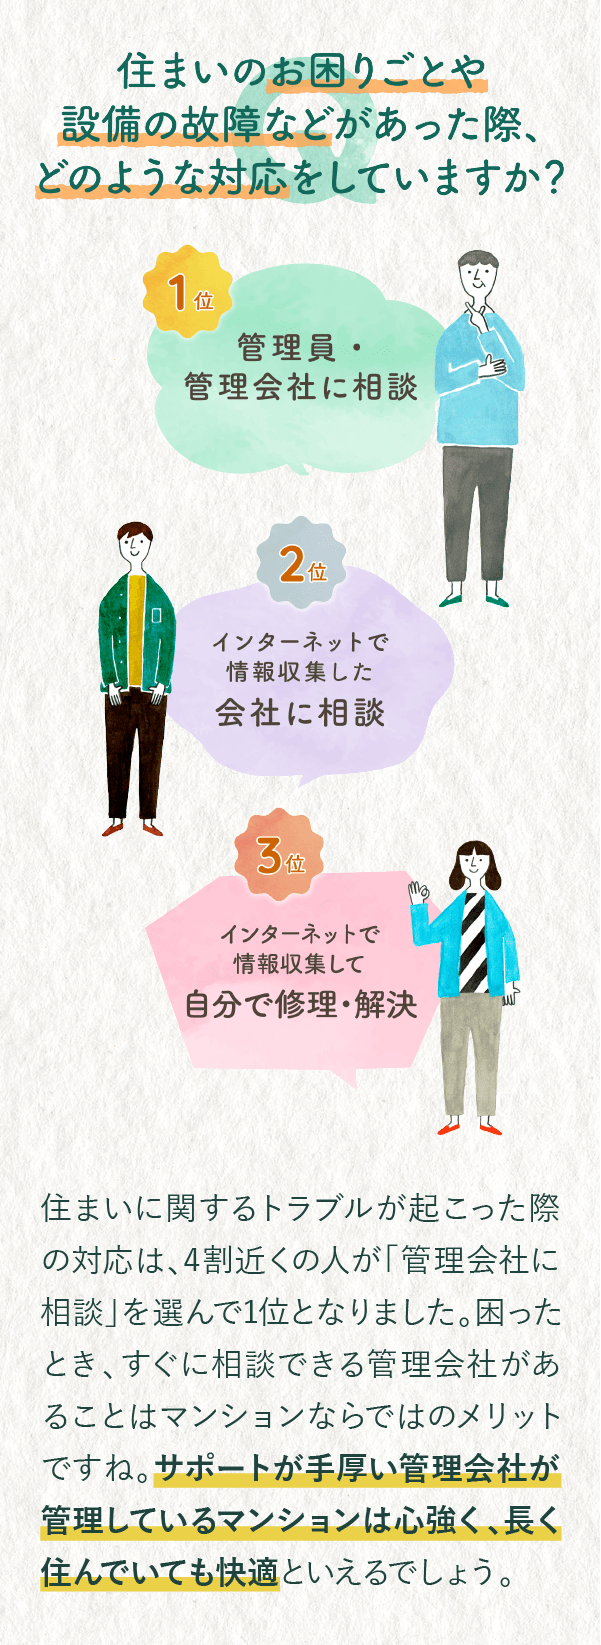 Q
住まいのお困りごとや
設備の故障などがあった際、
どのような対応をしていますか？
1位
管理員・
管理会社に相談
2位
インターネットで
情報収集した
会社に相談
3位
インターネットで
情報収集して
自分で修理・解決
住まいに関するトラブルが起こった際
の対応は、4割近くの人が「管理会社に
相談」を選んで1位となりました。困った
とき、すぐに相談できる管理会社があ
ることはマンションならではのメリット
ですね。サポートが手厚い管理会社が
管理しているマンションは心強く、長く
住んでいても快適といえるでしょう。